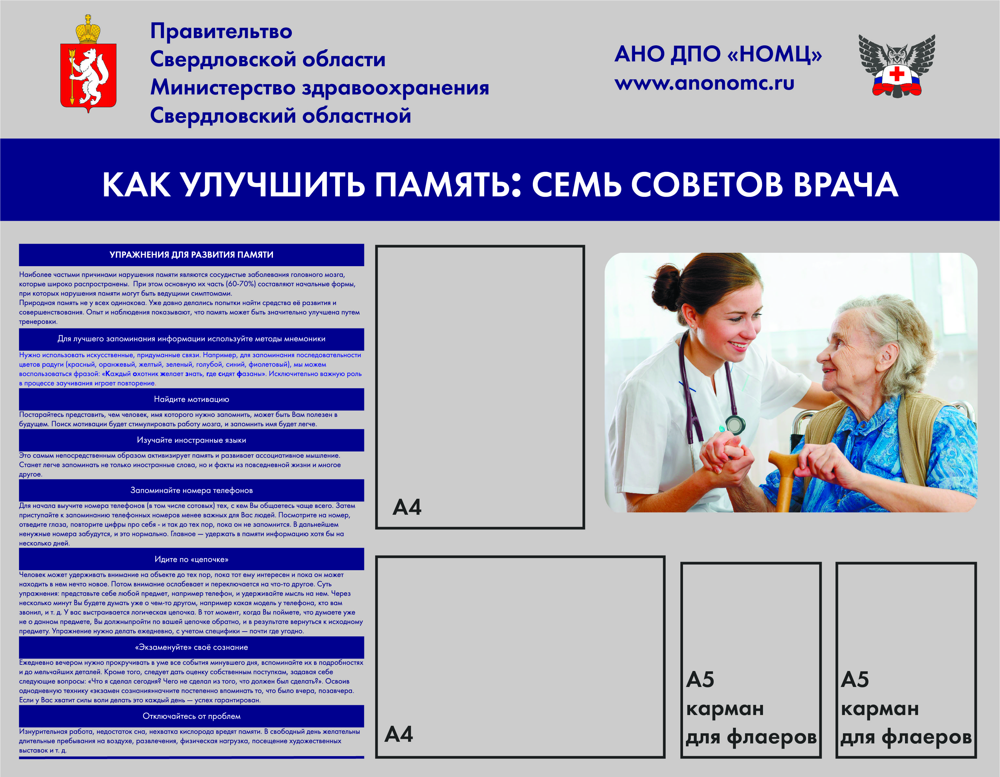 Правительтво
Свердловской области
Министерство здравоохранения
Свердловский областной
АНО ДПО «НОМЦ»
www.anonomc.ru
КАК УЛУЧШИТЬ ПАМЯТЬ: СЕМЬ СОВЕТОВ ВРАЧА
УПРАЖНЕНИЯ ДЛЯ РАЗВИТИЯ ПАМЯТИ
Наиболее частыми причинами нарушения памяти являются сосудистые заболевания головного мозга,
которые широко распространены.  При этом основную их часть (60-70%) составляют начальные формы,
при которых нарушения памяти могут быть ведущими симптомами.
Природная память не у всех одинакова. Уже давно делались попытки найти средства её развития и
совершенствования. Опыт и наблюдения показывают, что память может быть значительно улучшена путем
тренеровки.
Для лучшего запоминания информации используйте методы мнемоники
Нужно использовать искусственные, придуманные связи. Например, для запоминания последовательности
цветов радуги (красный, оранжевый, желтый, зеленый, голубой, синий, фиолетовый), мы можем
воспользоваться фразой: «Каждый охотник желает знать, где сидят фазаны». Исключительно важную роль
в процессе заучивания играет повторение.
Найдите мотивацию
Постарайтесь представить, чем человек, имя которого нужно запомнить, может быть Вам полезен в
будущем. Поиск мотивации будет стимулировать работу мозга, и запомнить имя будет легче.
Изучайте иностранные языки
Это самым непосредственным образом активизирует память и развивает ассоциативное мышление.
Станет легче запоминать не только иностранные слова, но и факты из повседневной жизни и многое
другое.
Запоминайте номера телефонов
Для начала выучите номера телефонов (в том числе сотовых) тех, с кем Вы общаетесь чаще всего. Затем
приступайте к запоминанию телефонных номеров менее важных для Вас людей. Посмотрите на номер,
отведите глаза, повторите цифры про себя - и так до тех пор, пока он не запомнится. В дальнейшем
ненужные номера забудутся, и это нормально. Главное — удержать в памяти информацию хотя бы на
несколько дней.
Идите по «цепочке»
Человек может удерживать внимание на объекте до тех пор, пока тот ему интересен и пока он может
находить в нем нечто новое. Потом внимание ослабевает и переключается на что-то другое. Суть
упражнения: представьте себе любой предмет, например телефон, и удерживайте мысль на нем. Через
несколько минут Вы будете думать уже о чем-то другом, например какая модель у телефона, кто вам
звонил, и т. д. У вас выстраивается логическая цепочка. В тот момент, когда Вы поймете, что думаете уже
не о данном предмете, Вы должныпройти по вашей цепочке обратно, и в результате вернуться к исходному
предмету. Упражнение нужно делать ежедневно, с учетом специфики — почти где угодно.
«Экзаменуйте» своё сознание
Ежедневно вечером нужно прокручивать в уме все события минувшего дня, вспоминайте их в подробностях
и до мельчайших деталей. Кроме того, следует дать оценку собственным поступкам, задавая себе
следующие вопросы: «Что я сделал сегодня? Чего не сделал из того, что должен был сделать?». Освоив
однодневную технику «экзамен сознания»начните постепенно впоминать то, что было вчера, позавчера.
Если у Вас хватит силы воли делать это каждый день — успех гарантирован.
Отключайтесь от проблем
Изнурительная работа, недостаток сна, нехватка кислорода вредят памяти. В свободный день желательны
длительные пребывания на воздухе, развлечения, физическая нагрузка, посещение художественных
выставок и т. д.
А4
А4
А5
карман
для флаеров
А5
карман
для флаеров